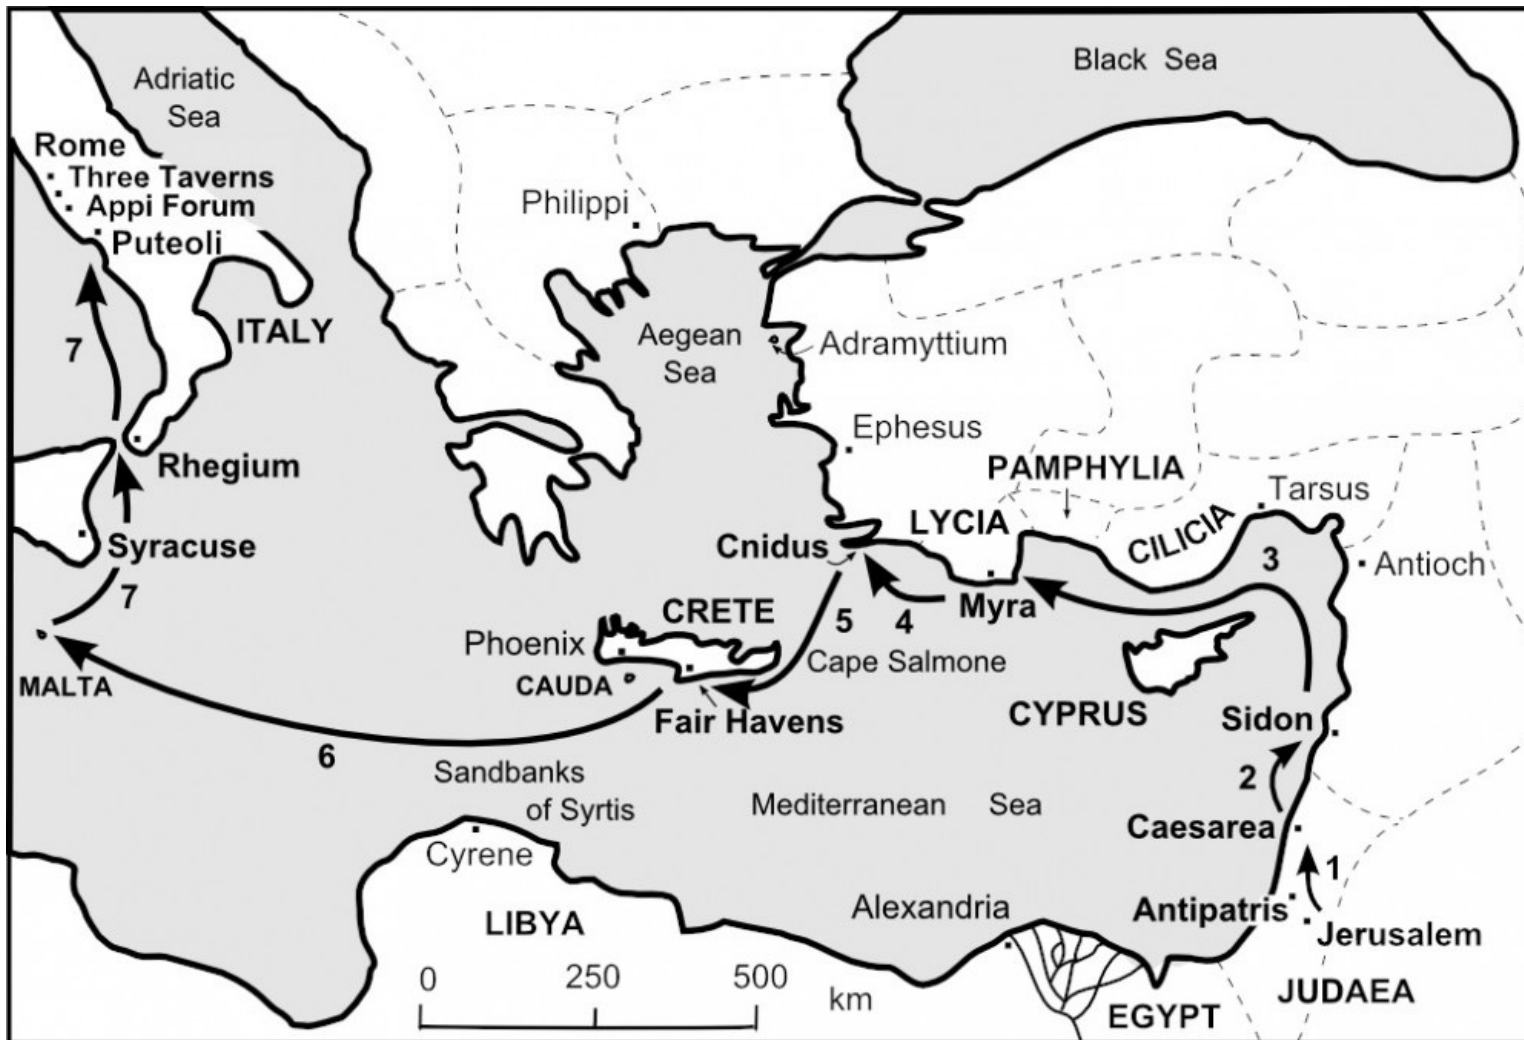 Black Sea
Adriatic
Sea
Rome
Three Taverns
Appi Forum
Puteoli
Philippi
ITALY
7
Aegean
Sea
Adramyttium
Ephesus
PAMPHYLIA
Rhegium
Tarsus
LYCIA
CILICIA
Syracuse
Cnidus
3
Antioch
7
Myra
CRETE
5
4
Phoenix
Cape Salmone
MALTA
CAUDA
CYPRUS
Sidon
Fair Havens
6
Sandbanks
of Syrtis
2
Mediterranean Sea
Caesarea
Cyrene
1
Alexandria
Antipatris
LIBYA
Jerusalem
0 250 500
km
JUDAEA
EGYPT